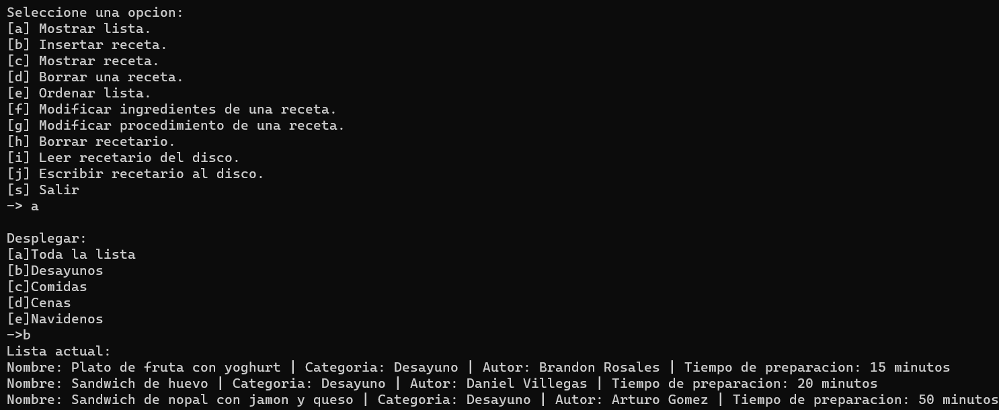 Seleccione una opcion:
[a] Mostrar lista.
[b] Insertar receta.
[c] Mostrar receta.
[d] Borrar una receta.
[e] Ordenar lista.
[f] Modificar ingredientes de una receta.
[g] Modificar procedimiento de una receta.
[h] Borrar recetario.
[i] Leer recetario del disco.
[j] Escribir recetario al disco.
[s] Salir
-> a
Desplegar:
[a]Toda la lista
[b]Desayunos
[c]Comidas
[d]Cenas
[e]Navidenos
->b
Lista actual:
Nombre: Plato de fruta con yoghurt | Categoria: Desayuno | Autor: Brandon Rosales | Tiempo de preparacion: 15 minutos
Nombre: Sandwich de huevo | Categoria: Desayuno | Autor: Daniel Villegas | Tiempo de preparacion: 20 minutos
Nombre: Sandwich de nopal con jamon y queso | Categoria: Desayuno | Autor: Arturo Gomez | Tiempo de preparacion: 50 minutos